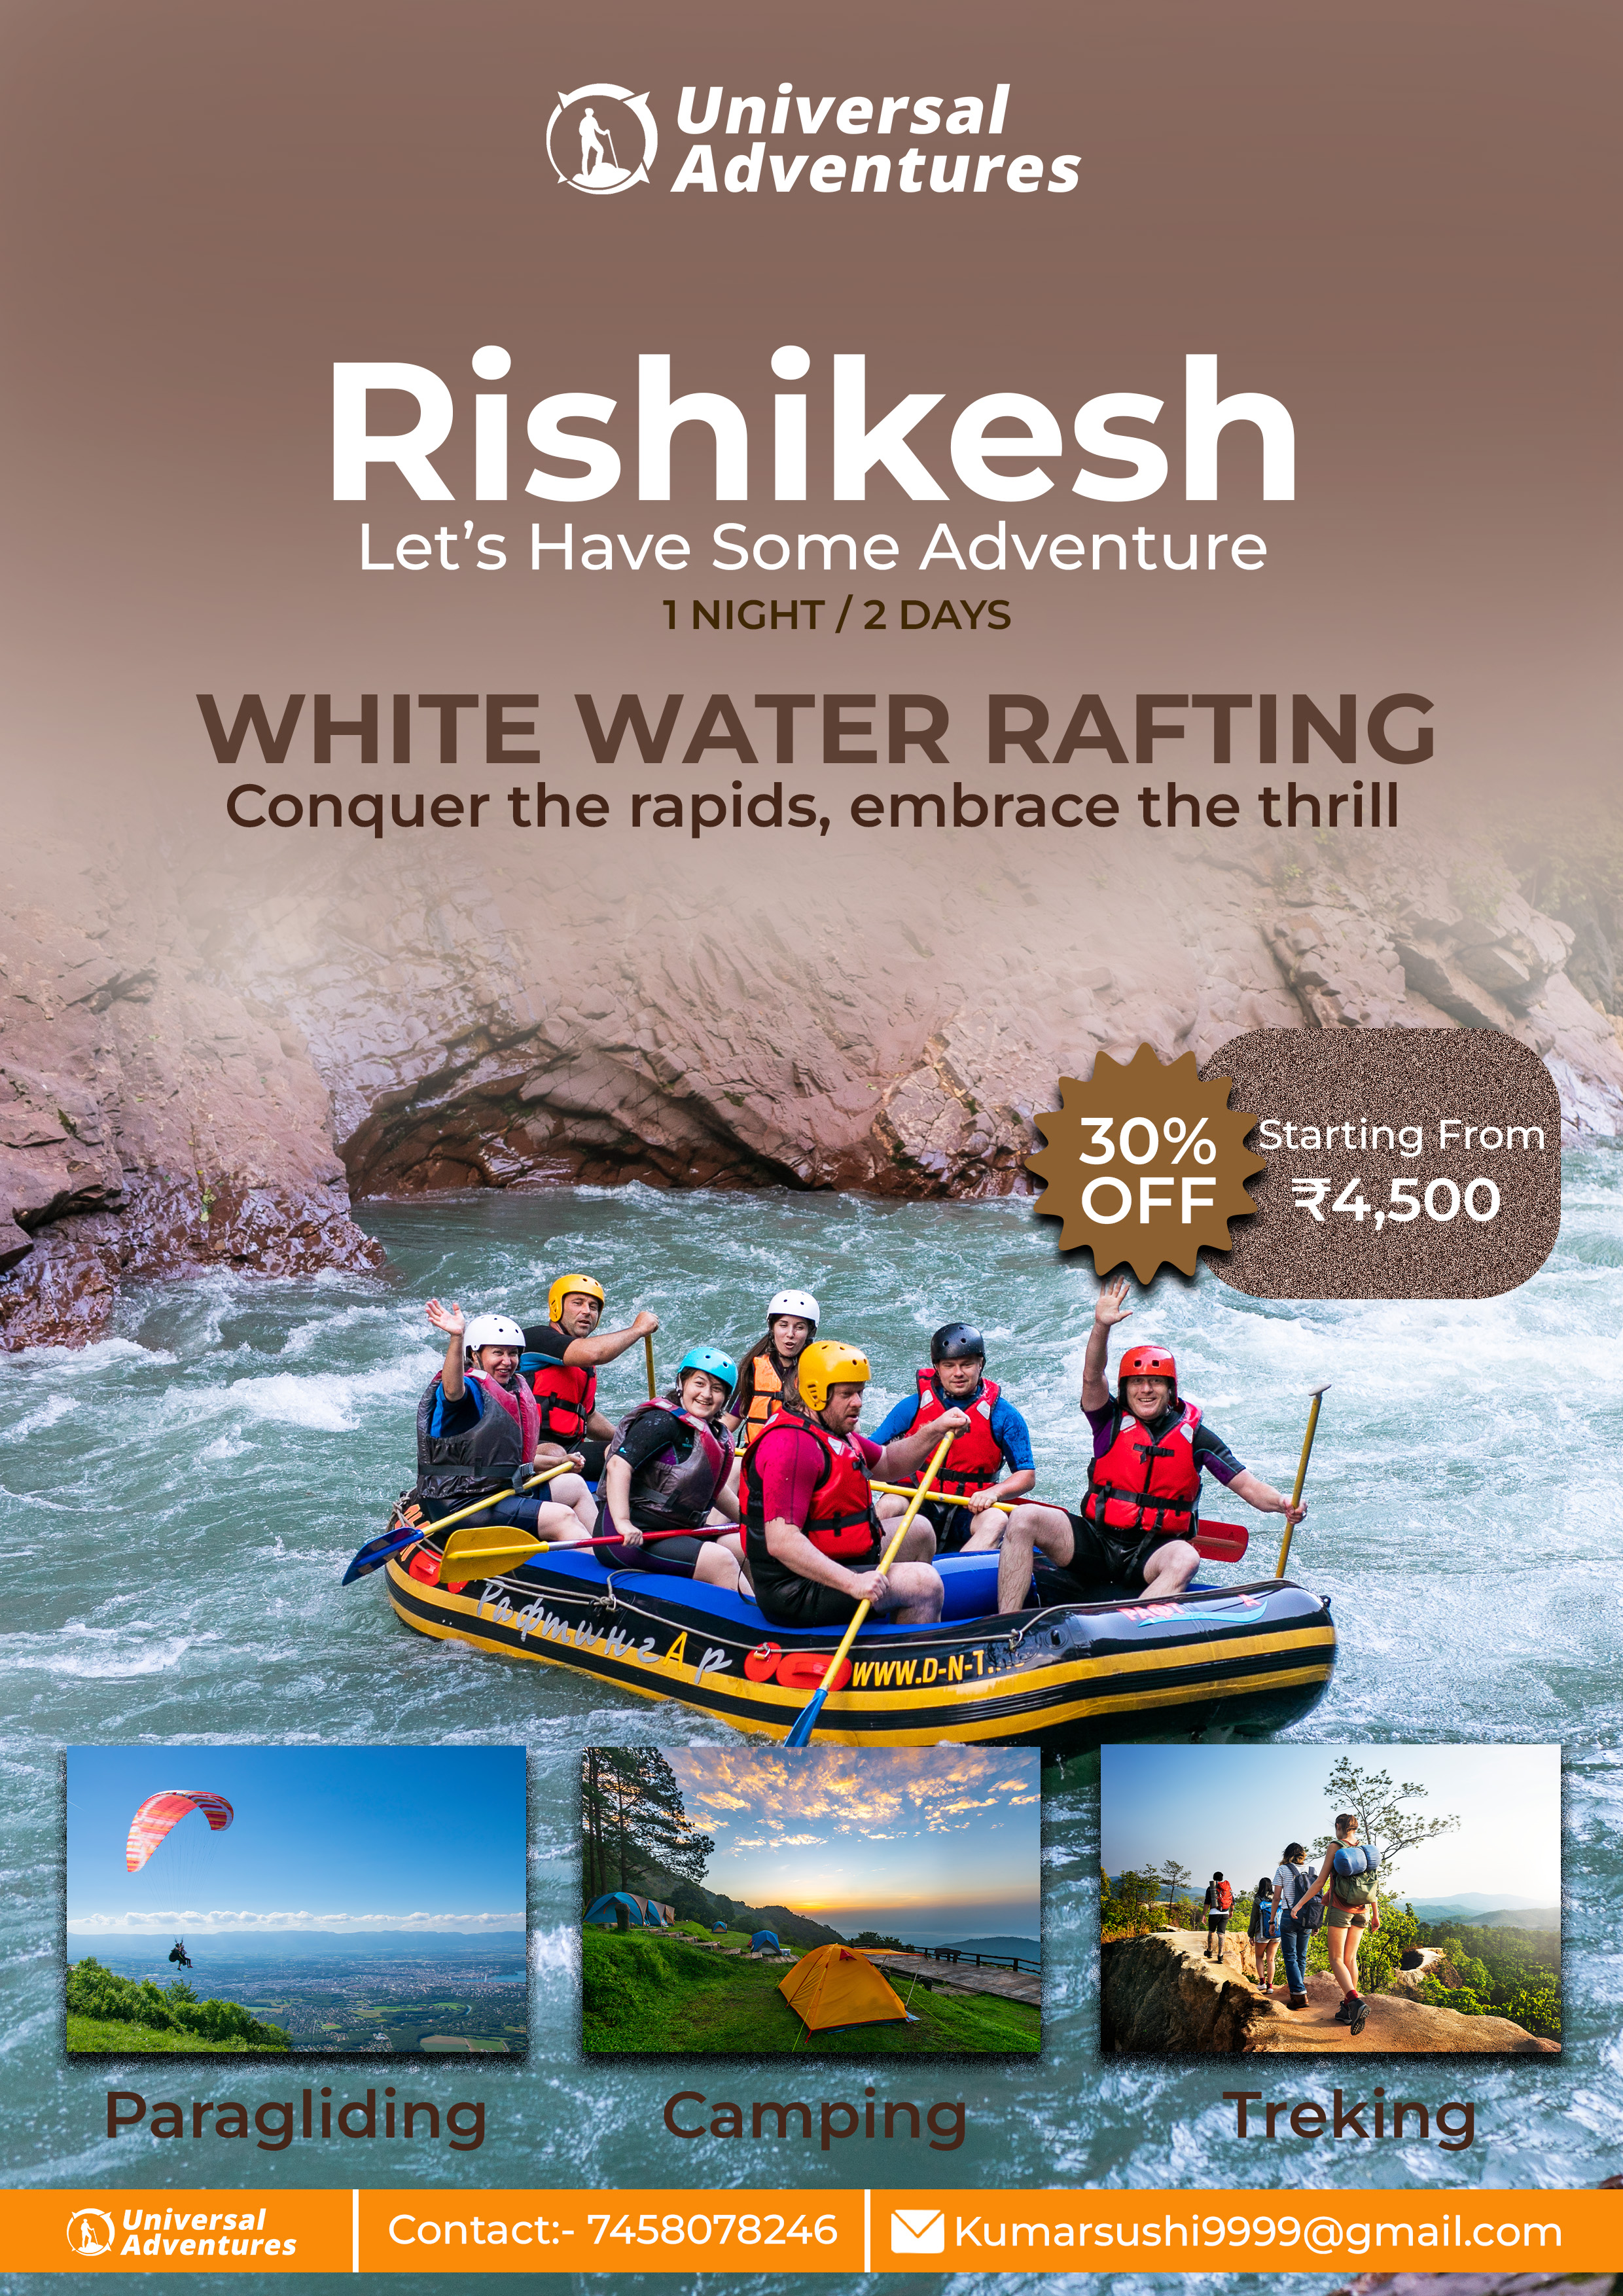 Universal
Adventures
Rishikesh
Let's Have Some Adventure
1 NIGHT / 2 DAYS
WHITE WATER RAFTING
Conquer the rapids, embrace the thrill
30%
OFF
Starting From
₹4,500
РафтингАр
WWW.D-N-T.
Paragliding
Camping
Treking
Universal
Adventures
Contact:- 7458078246
Kumarsushi9999@gmail.com